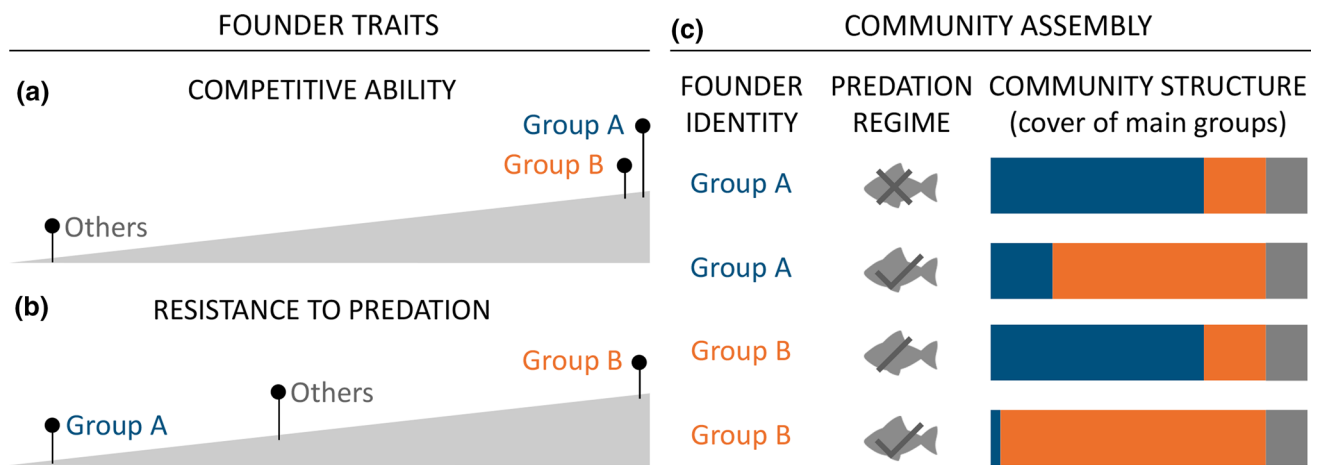 FOUNDER TRAITS
(a)
COMPETITIVE ABILITY
Group A
Group B
Others
(b)
RESISTANCE TO PREDATION
Group B
Others
Group A
(c)
COMMUNITY ASSEMBLY
FOUNDER
IDENTITY
PREDATION
REGIME
COMMUNITY STRUCTURE
(cover of main groups)
Group A
Group A
Group B
Group B